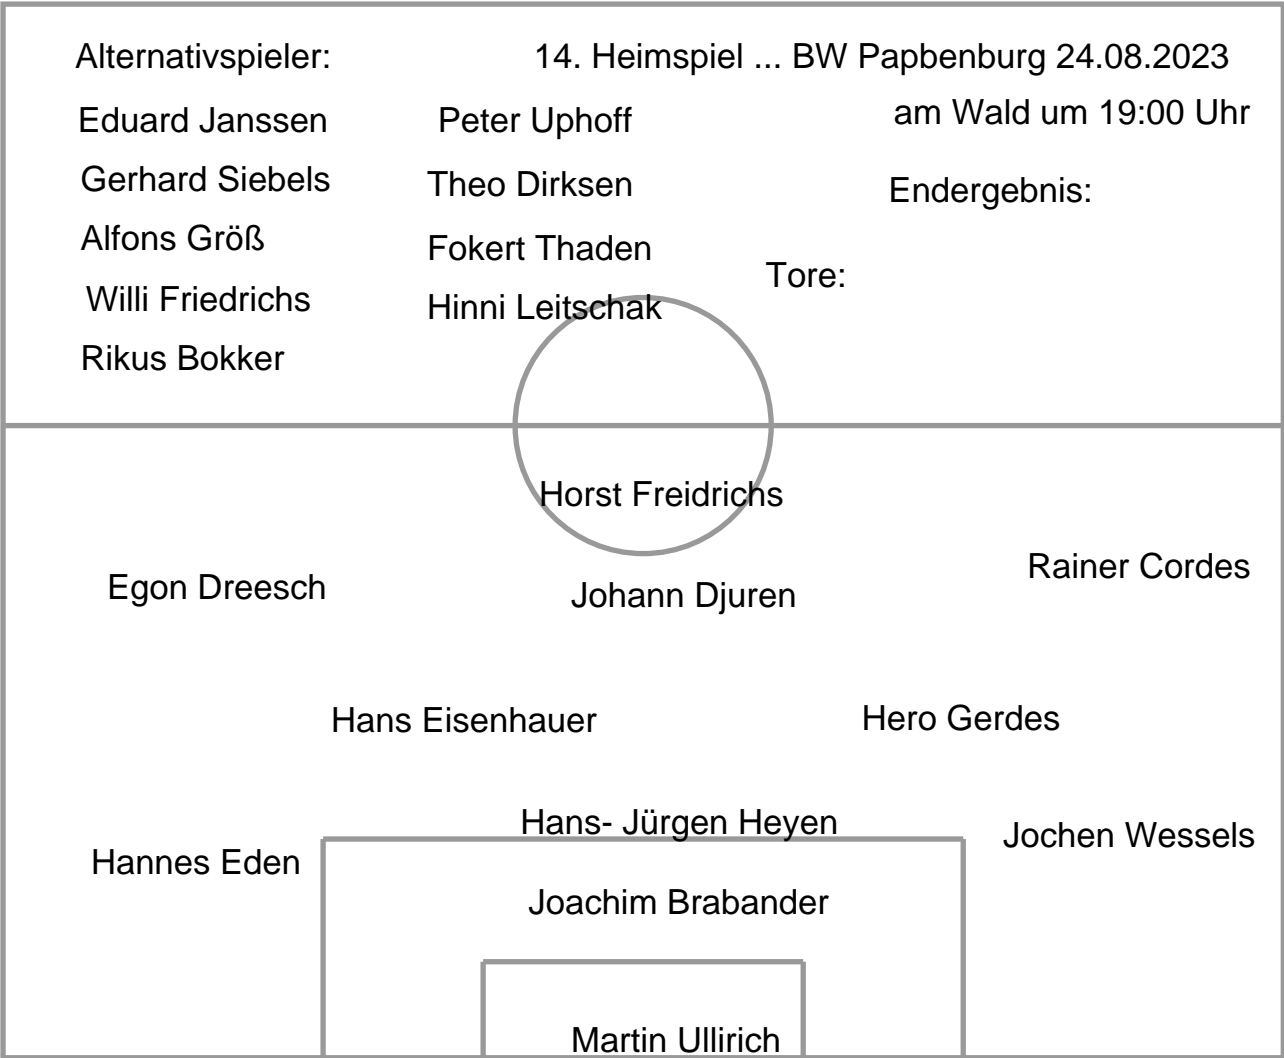 Alternativspieler:
14. Heimspiel ... BW Papbenburg 24.08.2023
am Wald um 19:00 Uhr
Eduard Janssen
Peter Uphoff
Gerhard Siebels
Theo Dirksen
Endergebnis:
Alfons Größ
Fokert Thaden
Tore:
Willi Friedrichs
Hinni Leitschak
Rikus Bokker
Horst Freidrichs
Egon Dreesch
Johann Djuren
Rainer Cordes
Hans Eisenhauer
Hero Gerdes
Hans- Jürgen Heyen
Jochen Wessels
Hannes Eden
Joachim Brabander
Martin Ullirich